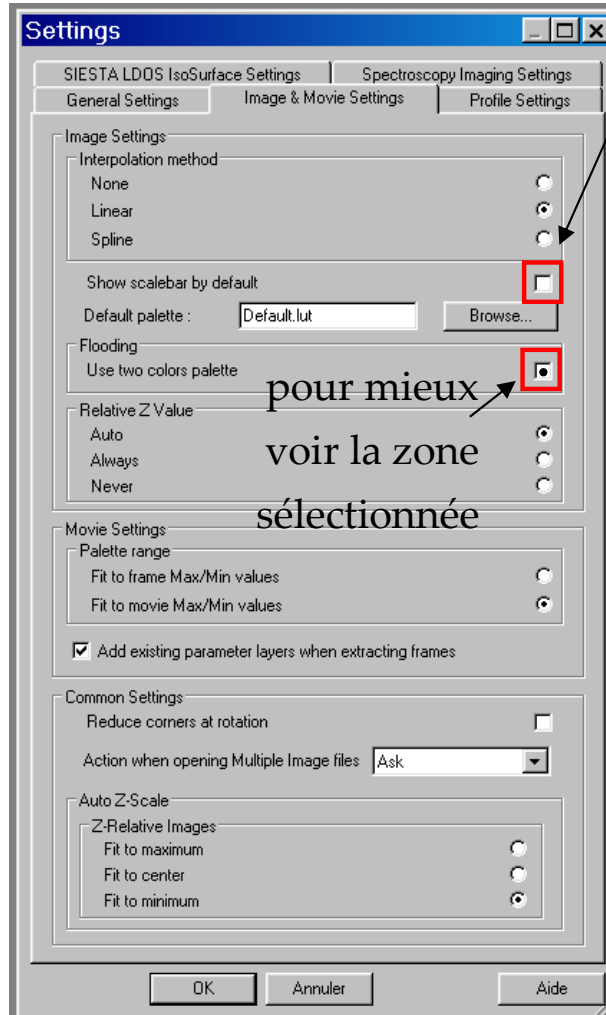 Settings
SIESTA LDOS IsoSurface Settings
Spectroscopy Imaging Settings
General Settings
Image & Movie Settings
Profile Settings
Image Settings
Interpolation method
None
Linear
Spline
Show scalebar by default
Default palette :
Default.lut
Browse...
Flooding
Use two colors palette
pour mieux
voir la zone
sélectionnée
Relative Z Value
Auto
Always
Never
Movie Settings
Palette range
Fit to frame Max/Min values
Fit to movie Max/Min values
Add existing parameter layers when extracting frames
Common Settings
Reduce corners at rotation
Action when opening Multiple Image files
Ask
Auto Z-Scale
Z-Relative Images
Fit to maximum
Fit to center
Fit to minimum
OK
Annuler
Aide